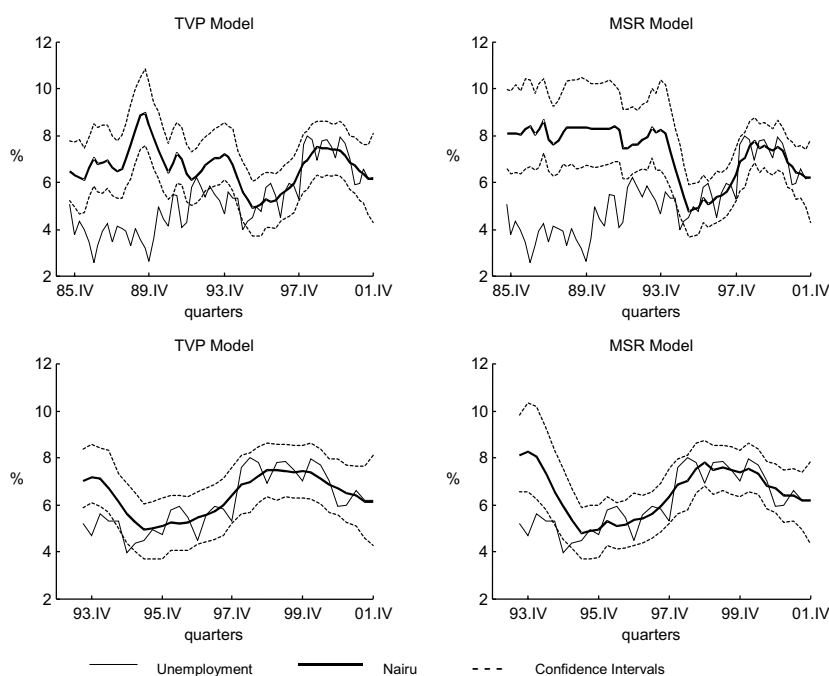 TVP Model
MSR Model
12
10
8
%
6
4
2
85.IV 89.IV 93.IV 97.IV 01.IV
quarters
12
10
8
%
6
4
2
85.IV 89.IV 93.IV 97.IV 01.IV
quarters
TVP Model
MSR Model
12
10
8
%
6
4
2
93.IV 95.IV 97.IV 99.IV 01.IV
quarters
12
10
8
%
6
4
2
93.IV 95.IV 97.IV 99.IV 01.IV
quarters
Unemployment Nairu Confidence Intervals